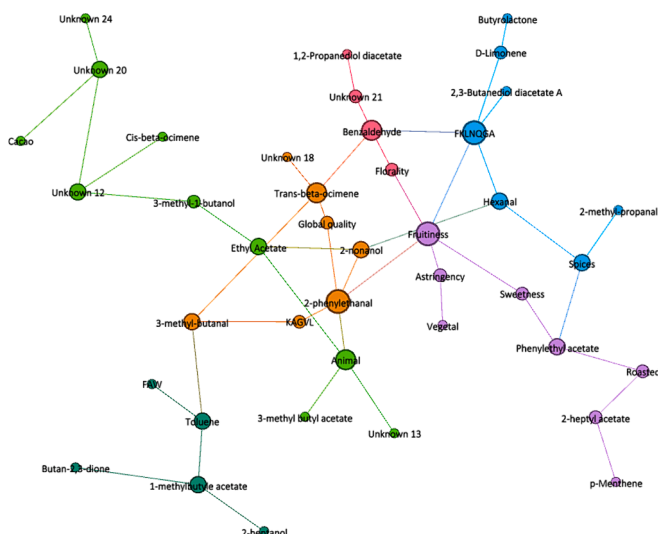 Unknown 24
Butyrolactone
1,2-Propanediol diacetate
D-Limonene
Unknown 20
2,3-Butanediol diacetate A
Unknown 21
Benzaldehyde
FKLNQGA
Cacao
Cis-beta-ocimene
Unknown 18
Florality
Unknown 12
Trans-beta-ocimene
3-methyl-1-butanol
Hexanal
2-methyl-propanal
Global quality
Fruitiness
Ethyl Acetate
2-nonanol
Spices
Astringency
Sweetness
2-phenylethanal
3-methyl-butanal
KAGVL
Vegetal
Phenylethyl acetate
Animal
Roasted
FAW
3-methyl butyl acetate
2-heptyl acetate
Toluene
Unknown 13
Butan-2,3-dione
1-methylbutyle acetate
p-Menthene
2-heptanol